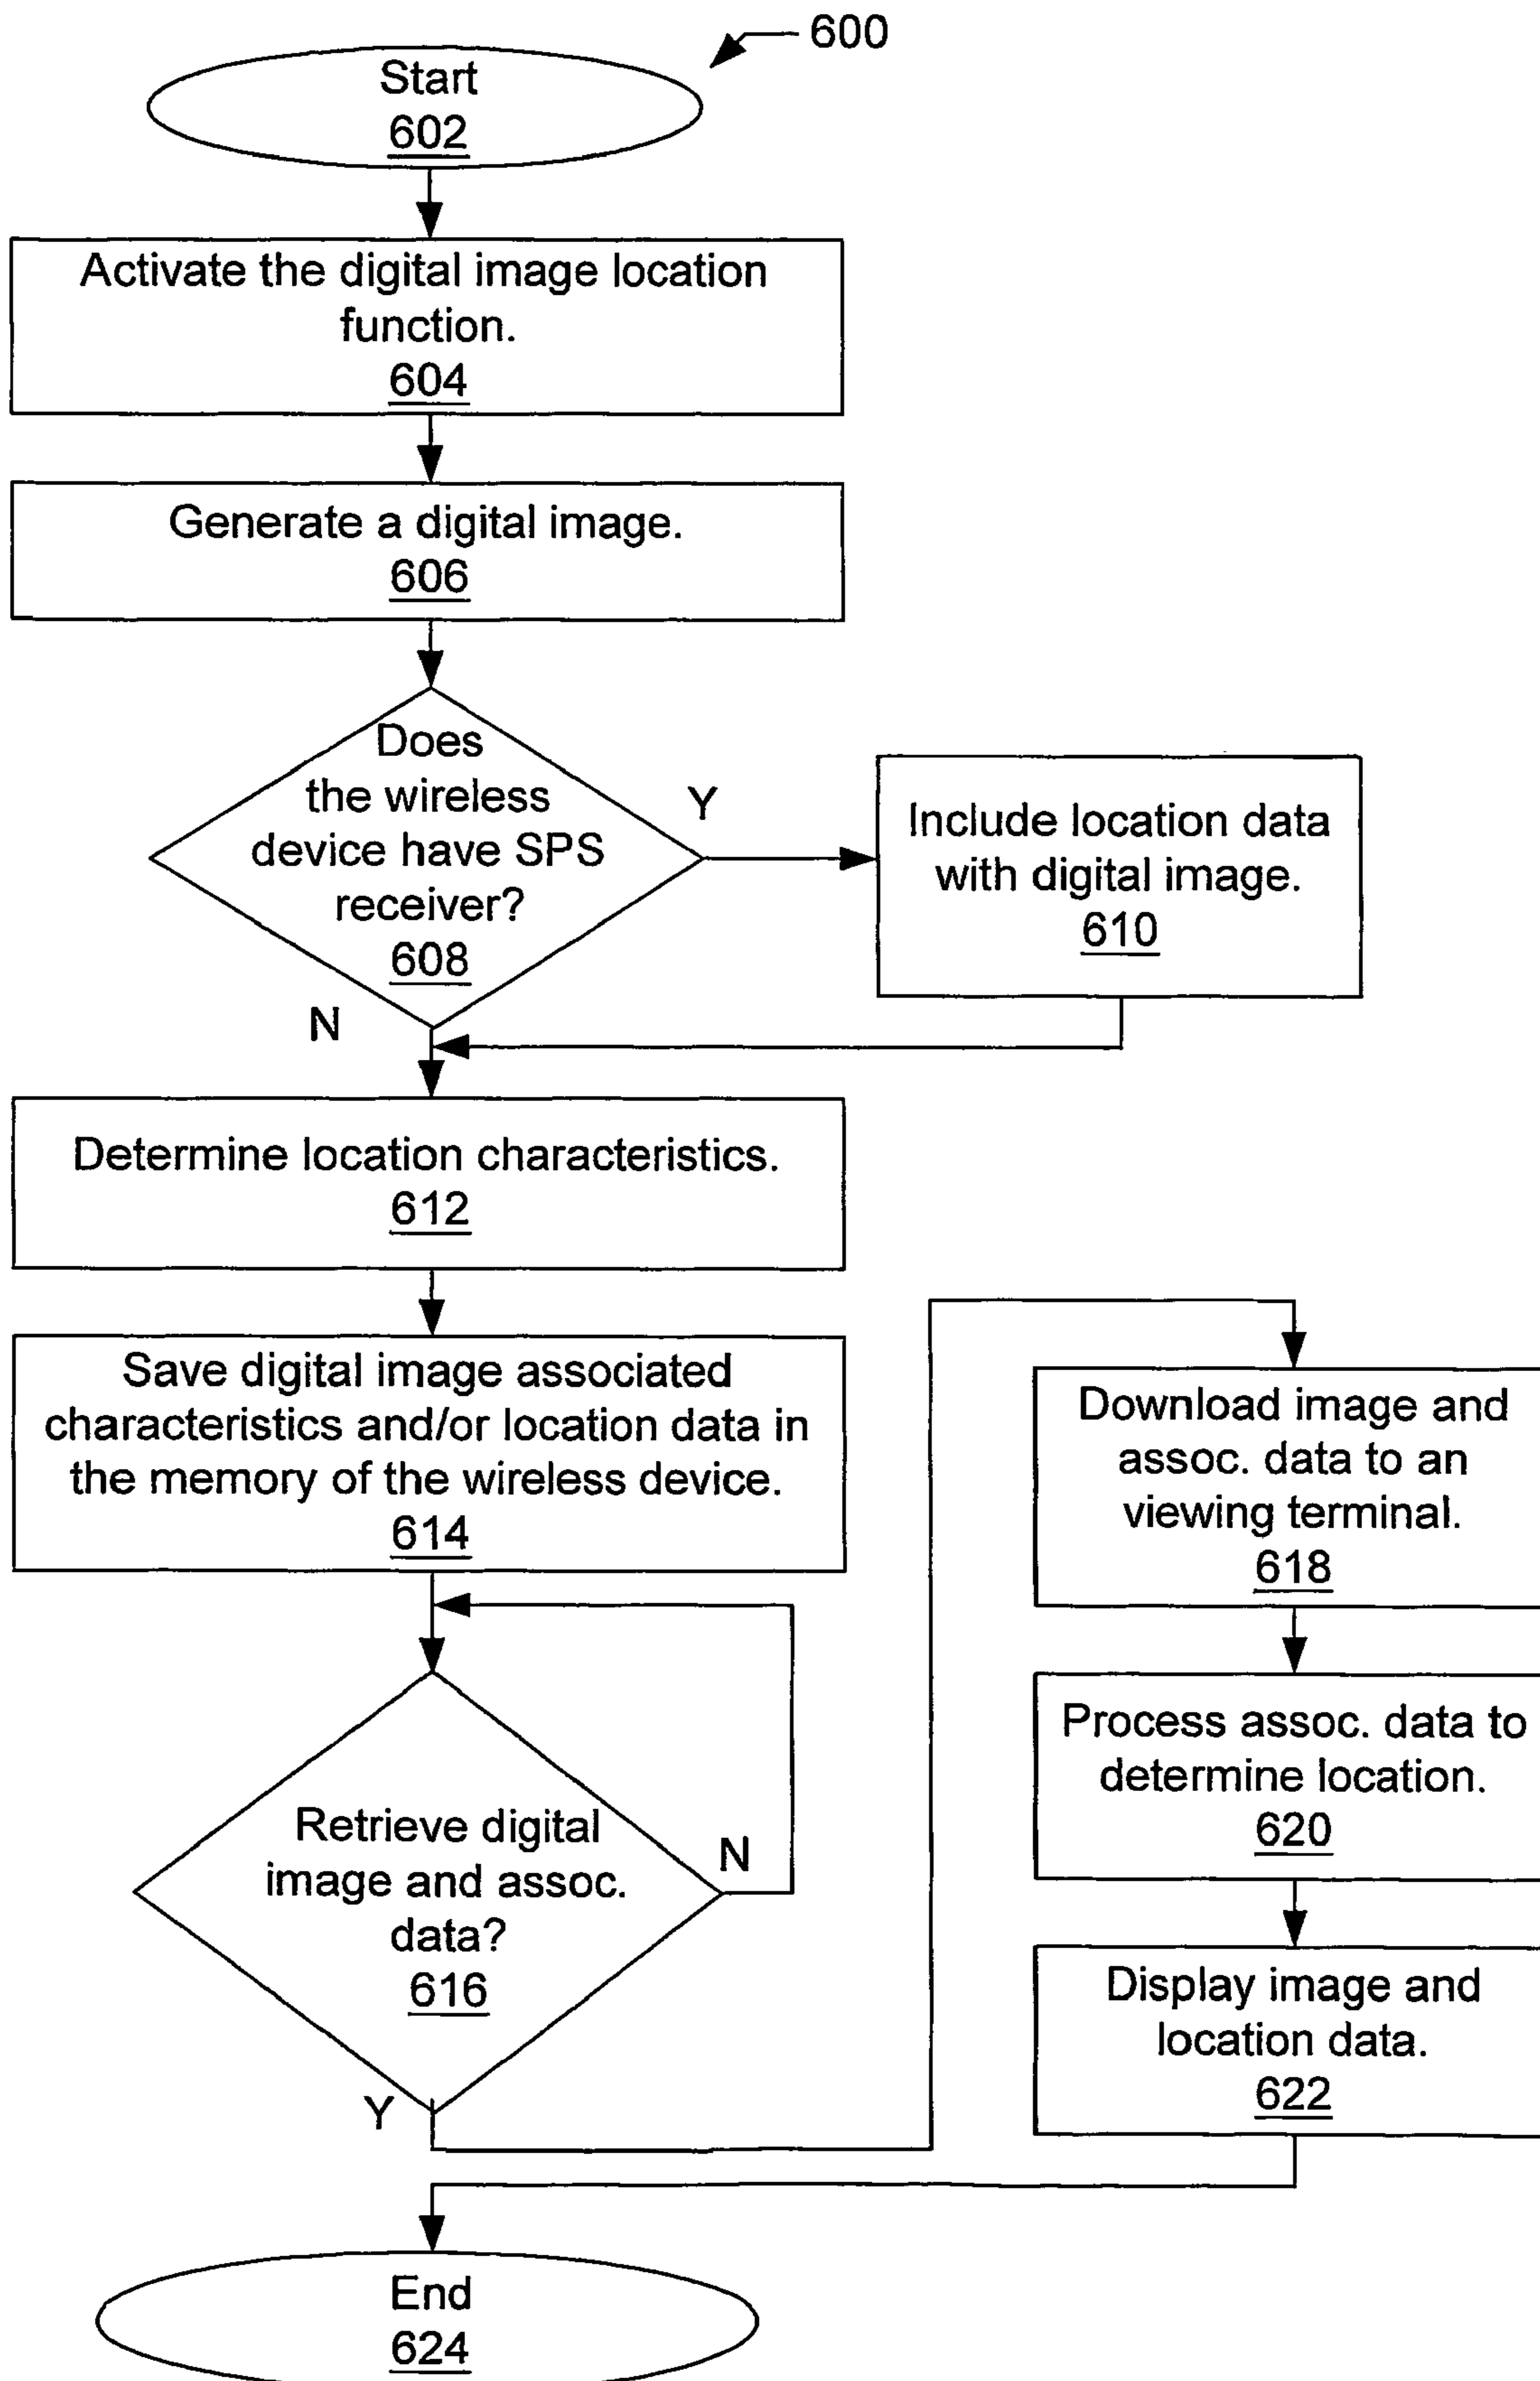 600
Start
602
Activate the digital image location
function.
604
Generate a digital image.
606
Does
the wireless
device have SPS
receiver?
608
Y
N
Include location data
with digital image.
610
Determine location characteristics.
612
Save digital image associated
characteristics and/or location data in
the memory of the wireless device.
614
Retrieve digital
image and assoc.
data?
616
N
Y
Download image and
assoc. data to an
viewing terminal.
618
Process assoc. data to
determine location.
620
Display image and
location data.
622
End
624